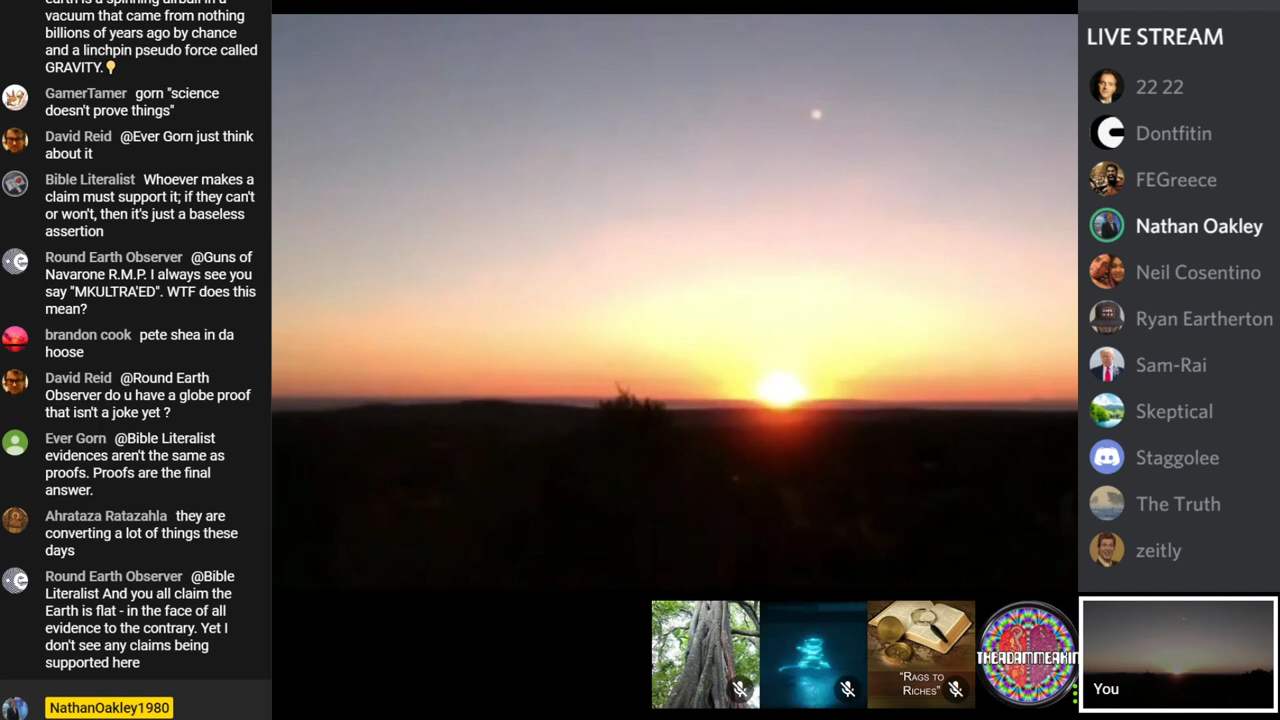 earth is a spinning airball in a
vacuum that came from nothing
billions of years ago by chance
and a linchpin pseudo force called
GRAVITY.👇
GamerTamer gorn "science
doesn't prove things"
David Reid @Ever Gorn just think
about it
Bible Literalist Whoever makes a
claim must support it; if they can't
or won't, then it's just a baseless
assertion
Round Earth Observer @Guns of
Navarone R.M.P. I always see you
say "MKULTRA'ED". WTF does this
mean?
brandon cook pete shea in da
hoose
David Reid @Round Earth
Observer do u have a globe proof
that isn't a joke yet ?
Ever Gorn @Bible Literalist
evidences aren't the same as
proofs. Proofs are the final
answer.
Ahrataza Ratazahla they are
converting a lot of things these
days
Round Earth Observer @Bible
Literalist And you all claim the
Earth is flat - in the face of all
evidence to the contrary. Yet I
don't see any claims being
supported here
NathanOakley1980
"RAGS TO
RICHES"
THEADAMMEAKIN
LIVE STREAM
22 22
Dontfitin
FEGreece
Nathan Oakley
Neil Cosentino
Ryan Eartherton
Sam-Rai
Skeptical
Staggolee
The Truth
zeitly
You